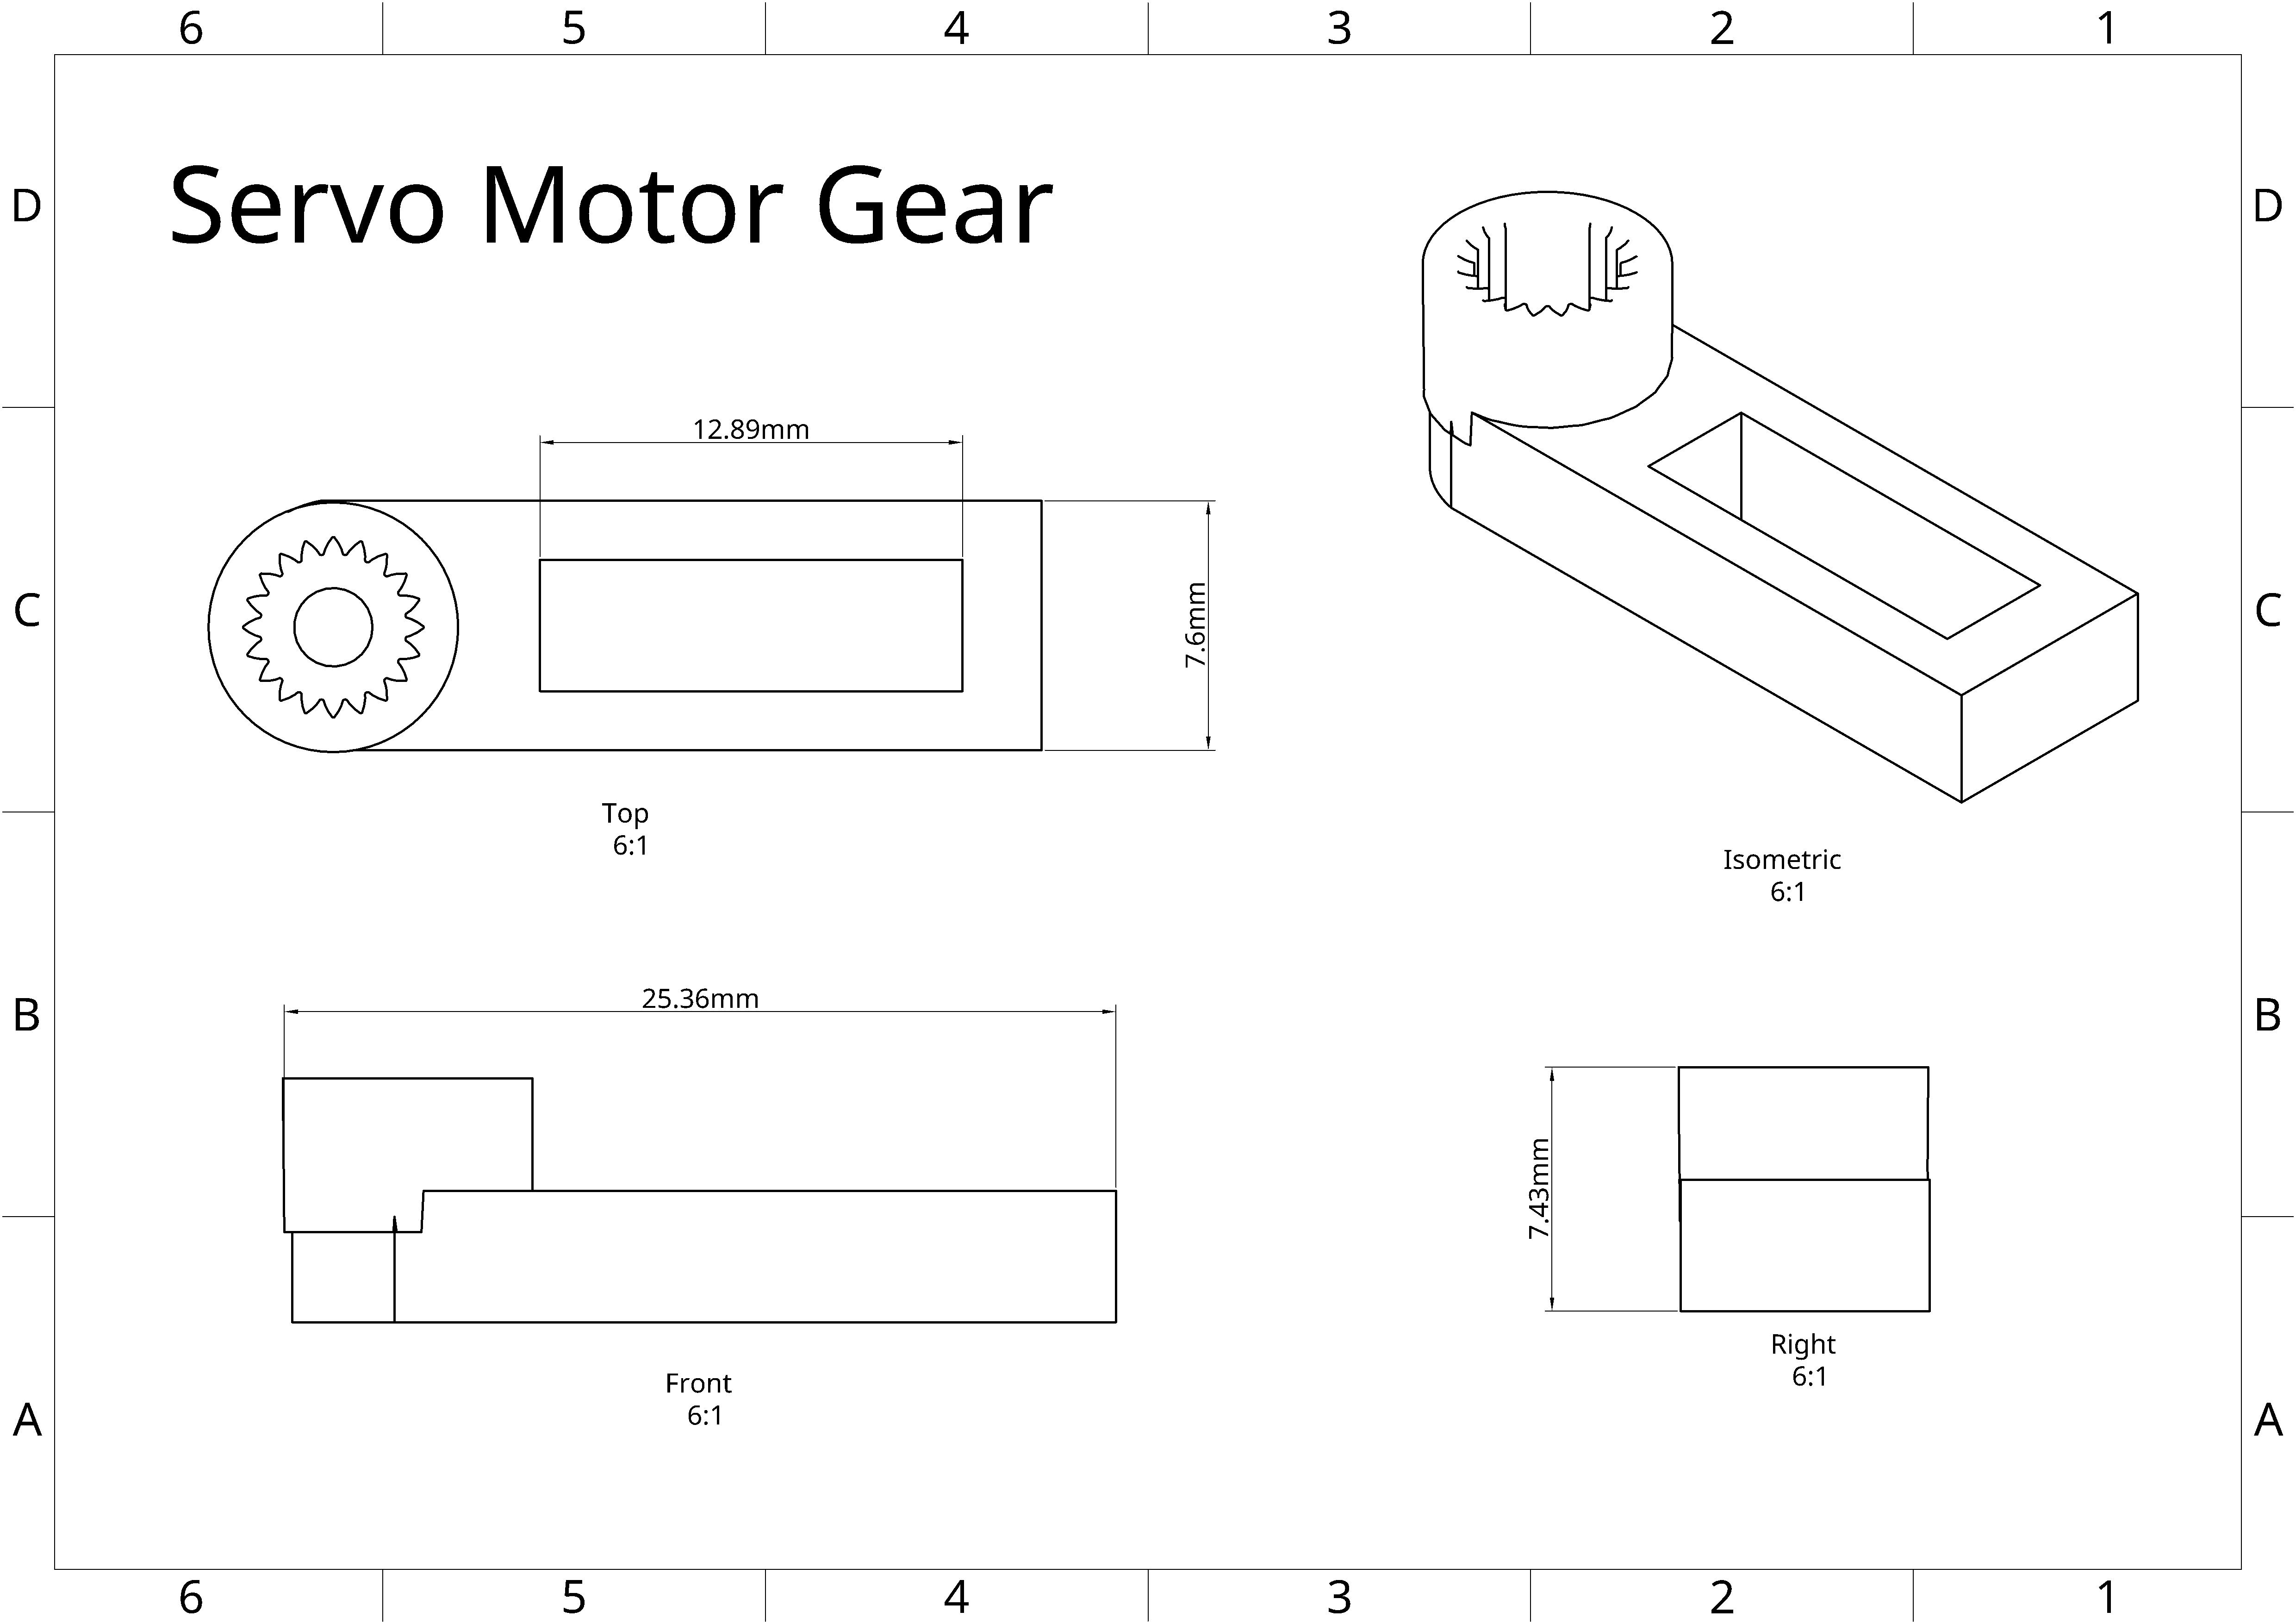 6 5 4 3 2 1
D D
Servo Motor Gear
12.89mm
C C
7.6mm
Top
6:1
Isometric
6:1
B B
25.36mm
7.43mm
Right
6:1
Front
6:1
A A
6 5 4 3 2 1